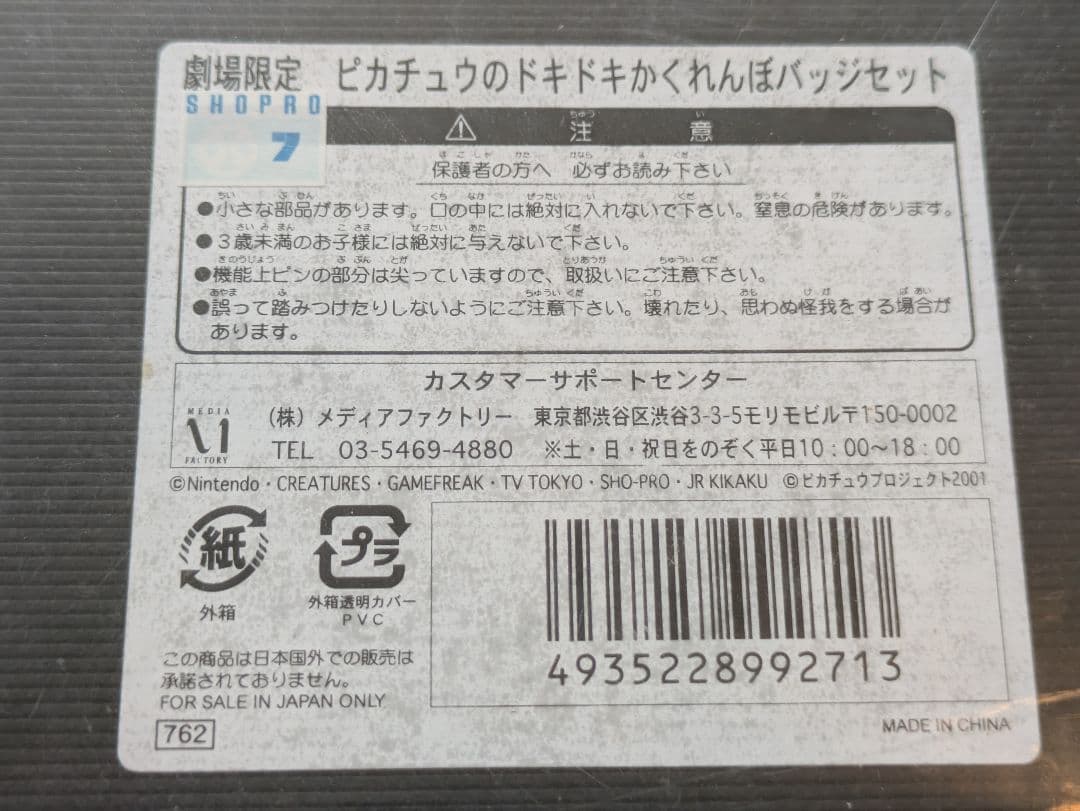 劇場限定　ピカチュウのドキドキかくれんぼバッジセット
SHOPRO
7
⚠ 注意
保護者の方へ　必ずお読み下さい
●小さな部品があります。口の中には絶対に入れないで下さい。窒息の危険があります。
●3歳未満のお子様には絶対に与えないで下さい。
●機能上ピンの部分は尖っていますので、取扱いにご注意下さい。
●誤って踏みつけたりしないようにご注意下さい。壊れたり、思わぬ怪我をする場合が
あります。
カスタマーサポートセンター
MEDIA FACTORY
（株）メディアファクトリー　東京都渋谷区渋谷3-3-5モリモビル〒150-0002
TEL　03-5469-4880　※土・日・祝日をのぞく平日10：00～18：00
©Nintendo・CREATURES・GAMEFREAK・TV TOKYO・SHO-PRO・JR KIKAKU　©ピカチュウプロジェクト2001
紙
外箱
プラ
外箱透明カバー
PVC
4935228992713
この商品は日本国外での販売は
承諾されておりません。
FOR SALE IN JAPAN ONLY
762
MADE IN CHINA